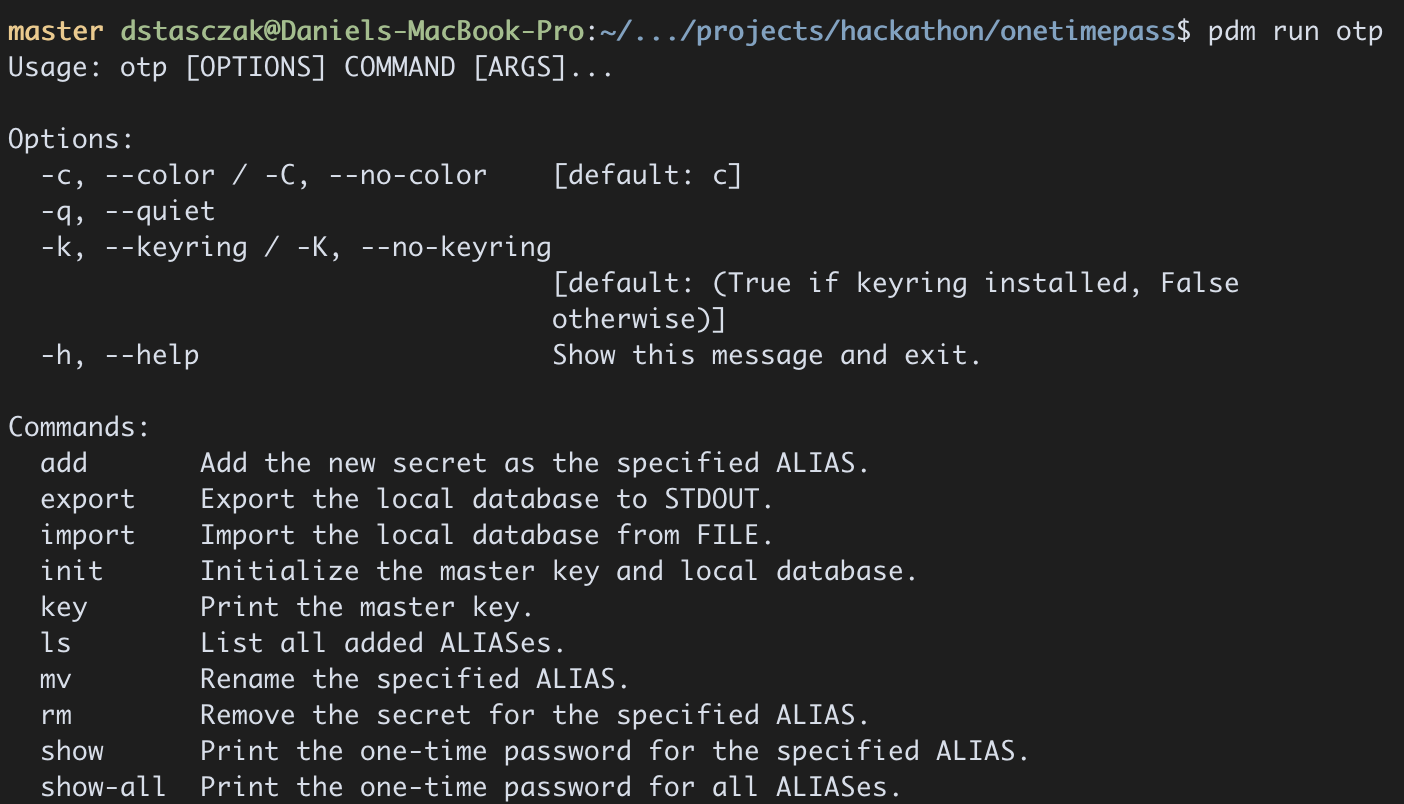 master dstasczak@Daniels-MacBook-Pro:~/.../projects/hackathon/onetimepass$ pdm run otp
Usage: otp [OPTIONS] COMMAND [ARGS]...

Options:
  -c, --color / -C, --no-color    [default: c]
  -q, --quiet
  -k, --keyring / -K, --no-keyring
                                  [default: (True if keyring installed, False
                                  otherwise)]
  -h, --help                      Show this message and exit.

Commands:
  add       Add the new secret as the specified ALIAS.
  export    Export the local database to STDOUT.
  import    Import the local database from FILE.
  init      Initialize the master key and local database.
  key       Print the master key.
  ls        List all added ALIASes.
  mv        Rename the specified ALIAS.
  rm        Remove the secret for the specified ALIAS.
  show      Print the one-time password for the specified ALIAS.
  show-all  Print the one-time password for all ALIASes.